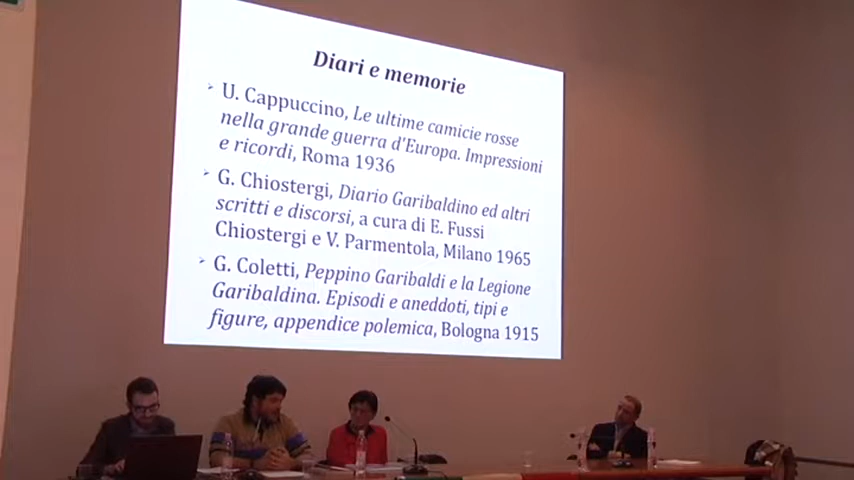 Diari e memorie
➢ U. Cappuccino, Le ultime camicie rosse
nella grande guerra d'Europa. Impressioni
e ricordi, Roma 1936
➢ G. Chiostergi, Diario Garibaldino ed altri
scritti e discorsi, a cura di E. Fussi
Chiostergi e V. Parmentola, Milano 1965
➢ G. Coletti, Peppino Garibaldi e la Legione
Garibaldina. Episodi e aneddoti, tipi e
figure, appendice polemica, Bologna 1915